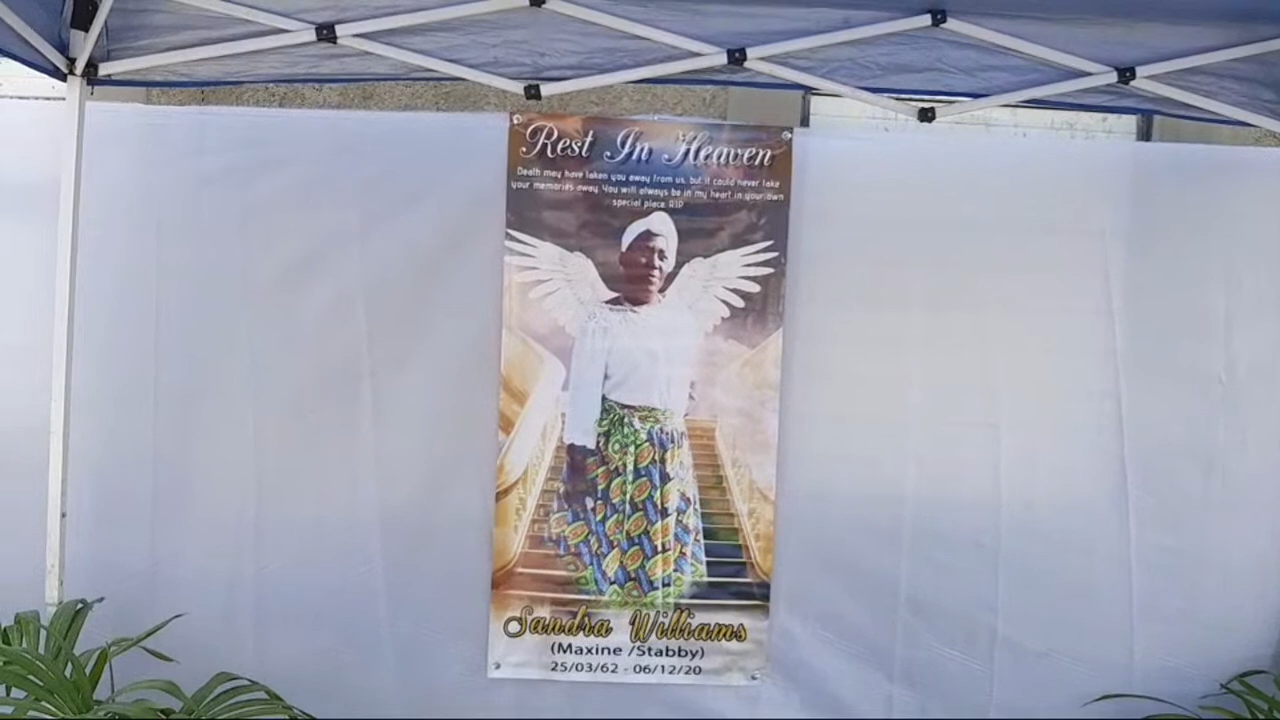 Rest In Heaven
Death may have taken you away from us, but it could never take
your memories away. You will always be in my heart in your own
special place. RIP
Sandra Williams
(Maxine /Stabby)
25/03/62 - 06/12/20